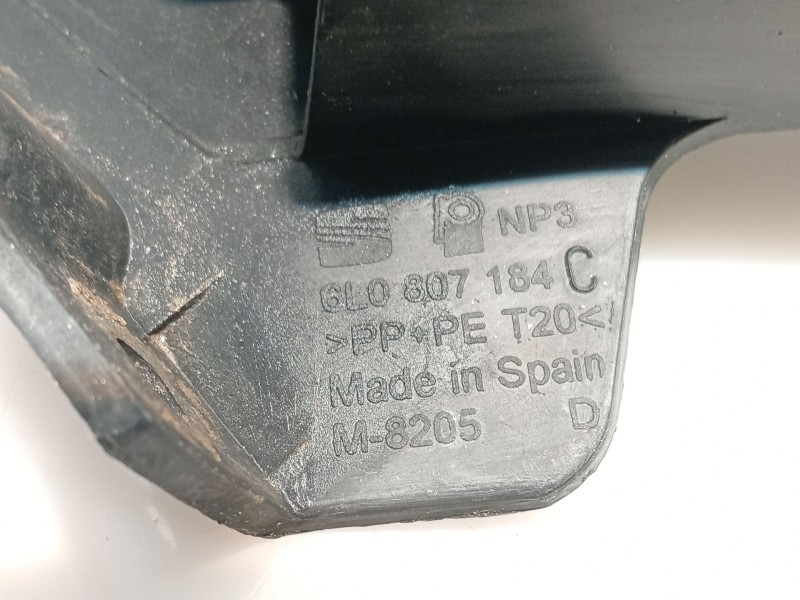 NP3
6L0 807 184 C
>PP+PE T20<
Made in Spain
M-8205 D